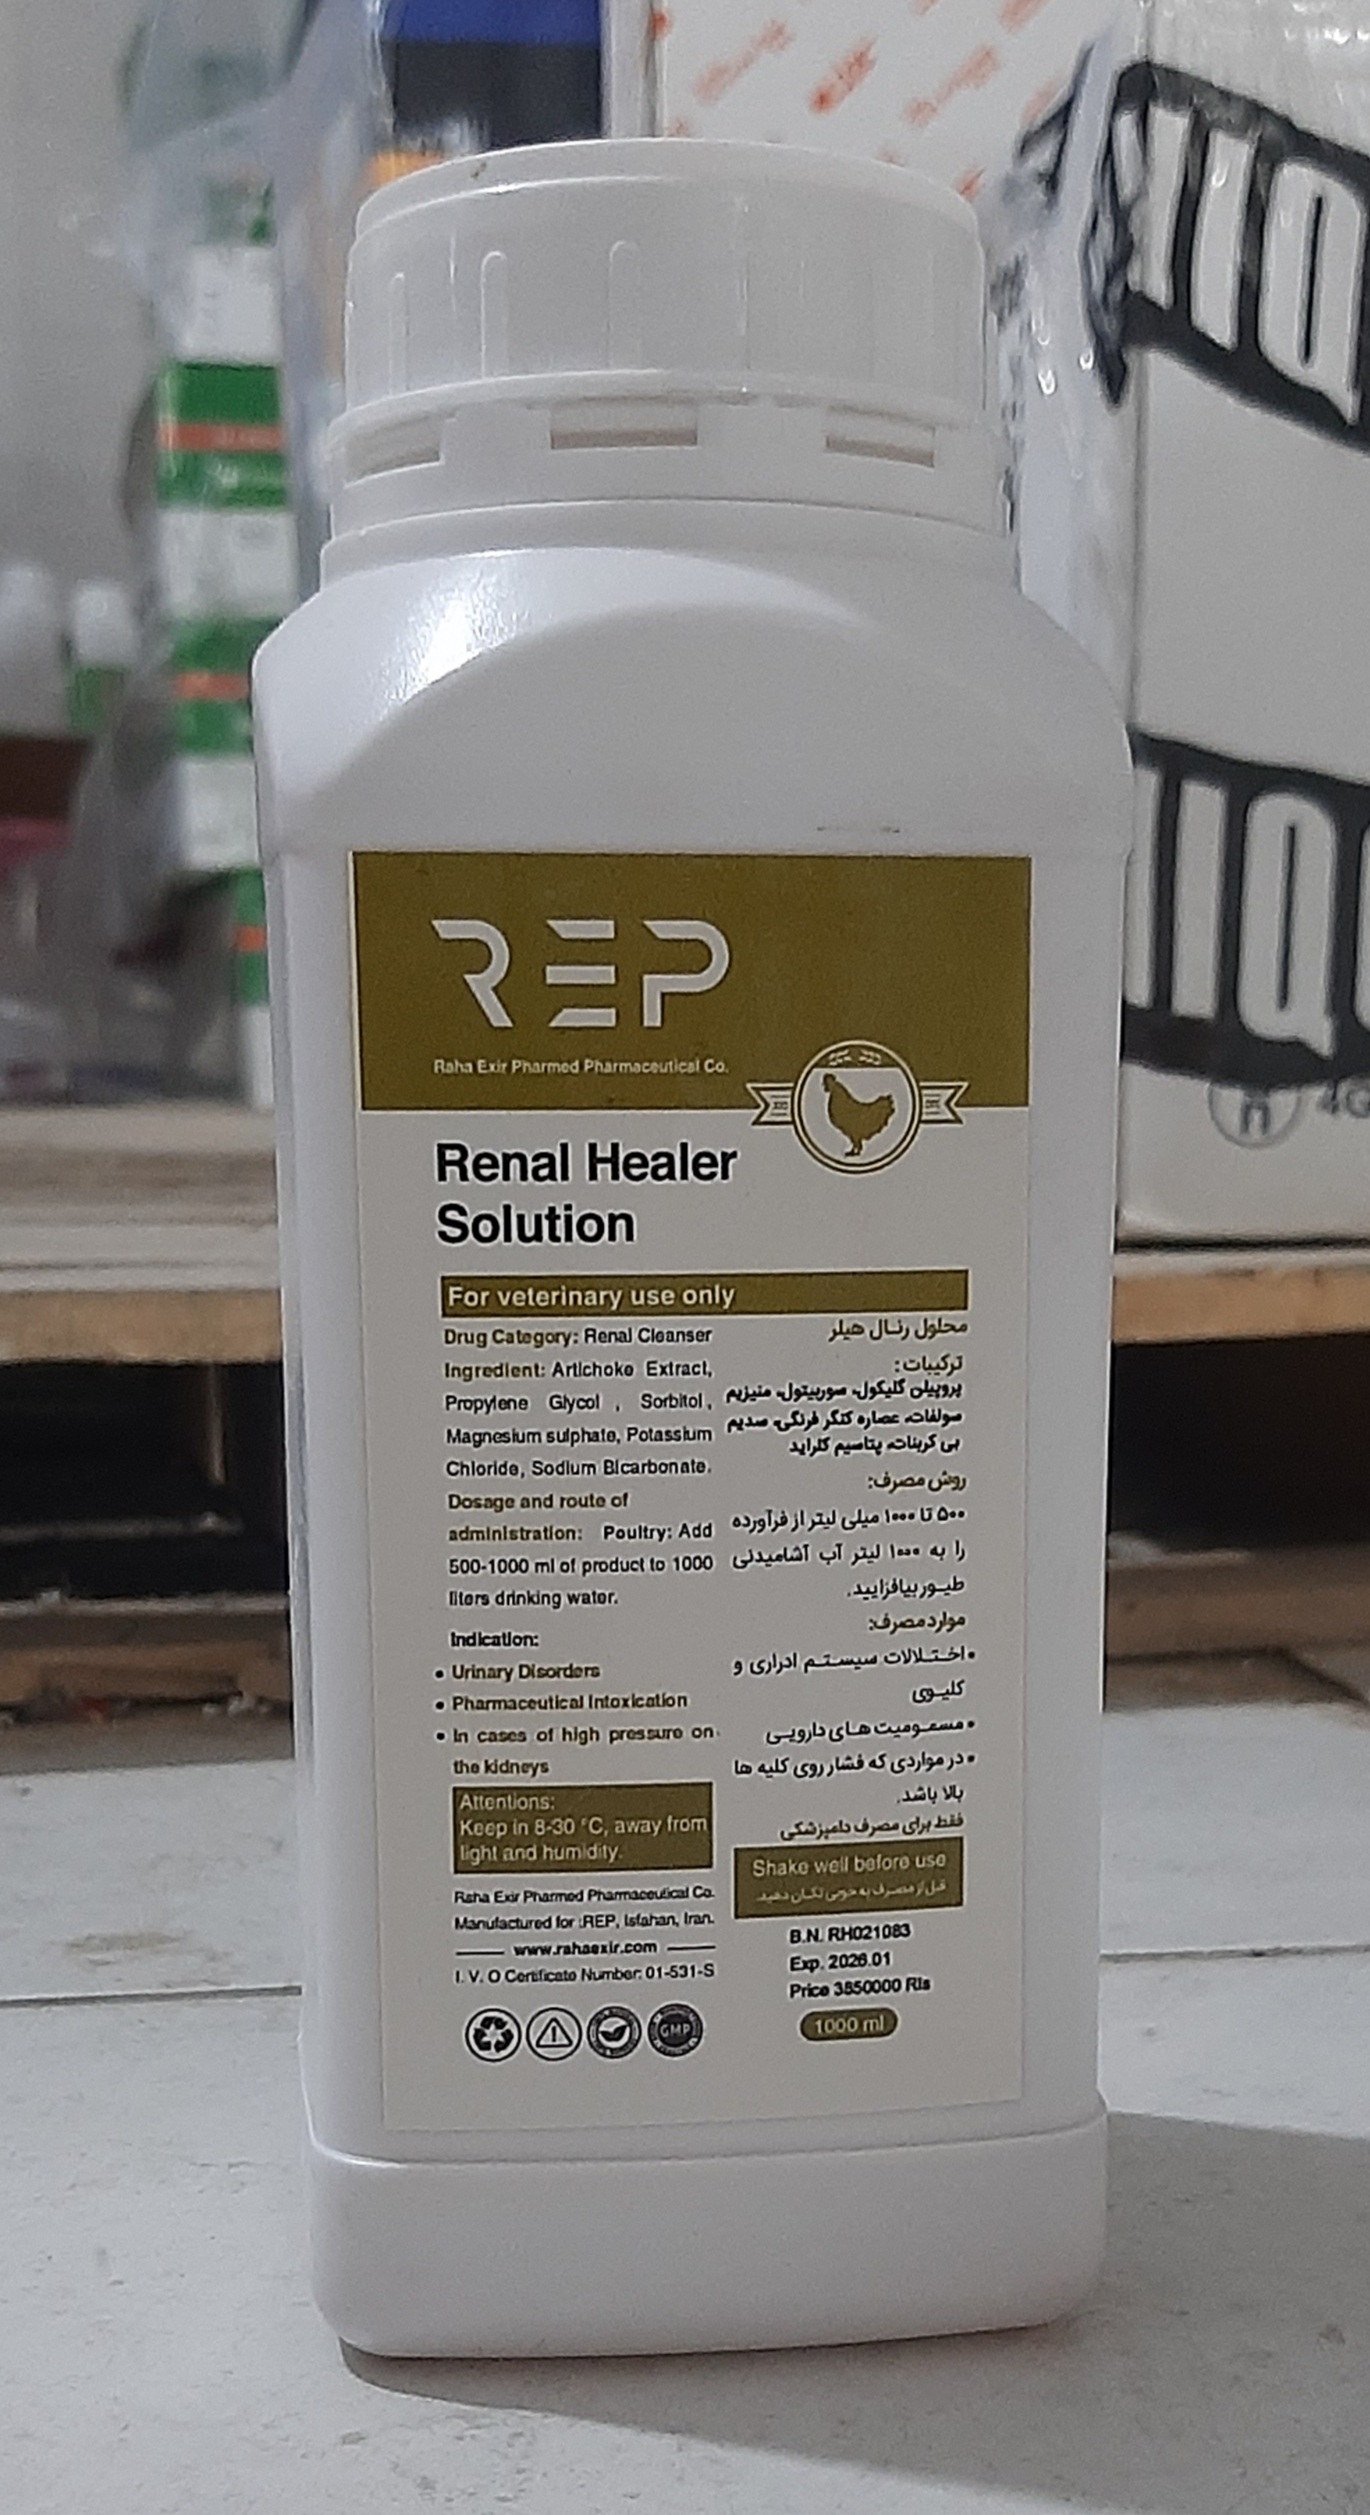 REP
Raha Exir Pharmed Pharmaceutical Co.
Renal Healer
Solution
For veterinary use only
Drug Category: Renal Cleanser
Ingredient: Artichoke Extract,
Propylene Glycol , Sorbitol,
Magnesium sulphate, Potassium
Chloride, Sodium Bicarbonate.
Dosage and route of
administration: Poultry: Add
500-1000 ml of product to 1000
liters drinking water.
Indication:
• Urinary Disorders
• Pharmaceutical Intoxication
• In cases of high pressure on
the kidneys
Attentions:
Keep in 8-30 °C, away from
light and humidity.
Raha Exir Pharmed Pharmaceutical Co.
Manufactured for :REP, Isfahan, Iran.
www.rahaexir.com
I. V. O Certificate Number: 01-531-S
GMP
محلول رنال هیلر
ترکیبات:
پروپیلن گلیکول، سوربیتول، منیزیم
سولفات، عصاره کنگر فرنگی، سدیم
بی کربنات، پتاسیم کلراید
روش مصرف:
۵۰۰ تا ۱۰۰۰ میلی لیتر از فرآورده
را به ۱۰۰۰ لیتر آب آشامیدنی
طیور بیافزایید.
موارد مصرف:
•اختلالات سیستم ادراری و
کلیوی
•مسمومیت های دارویی
•در مواردی که فشار روی کلیه ها
بالا باشد.
فقط برای مصرف دامپزشکی
Shake well before use
قبل از مصرف به خوبی تکان دهید.
B.N. RH021083
Exp. 2026.01
Price 3850000 Rls
1000 ml
IIQ
IIQ
4G